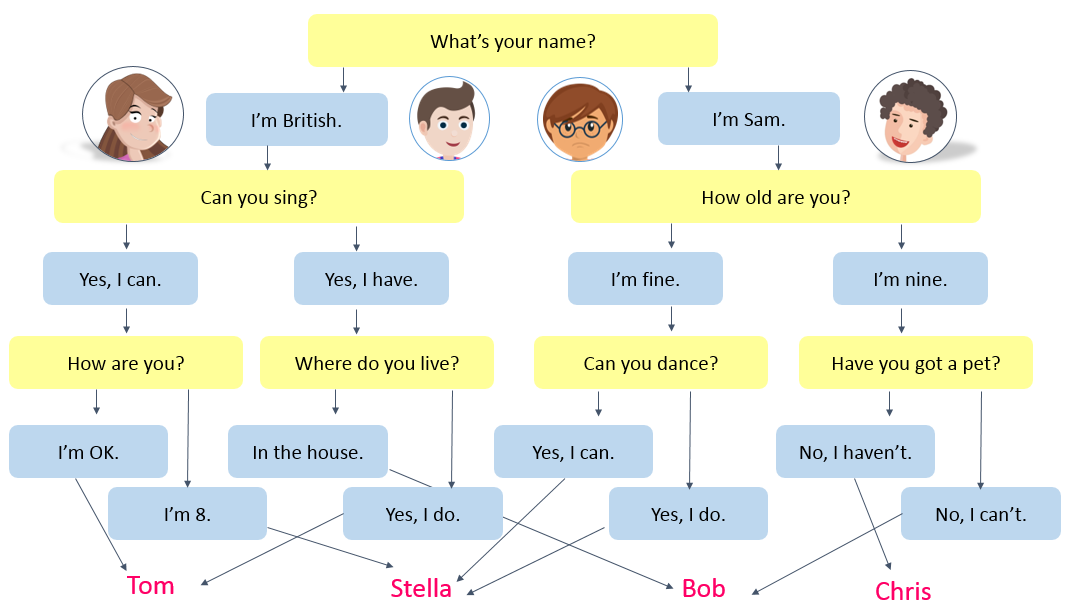 What’s your name?
I’m British.
I’m Sam.
Can you sing?
How old are you?
Yes, I can.
Yes, I have.
I’m fine.
I’m nine.
How are you?
Where do you live?
Can you dance?
Have you got a pet?
I’m OK.
In the house.
Yes, I can.
No, I haven’t.
I’m 8.
Yes, I do.
Yes, I do.
No, I can’t.
Tom
Stella
Bob
Chris